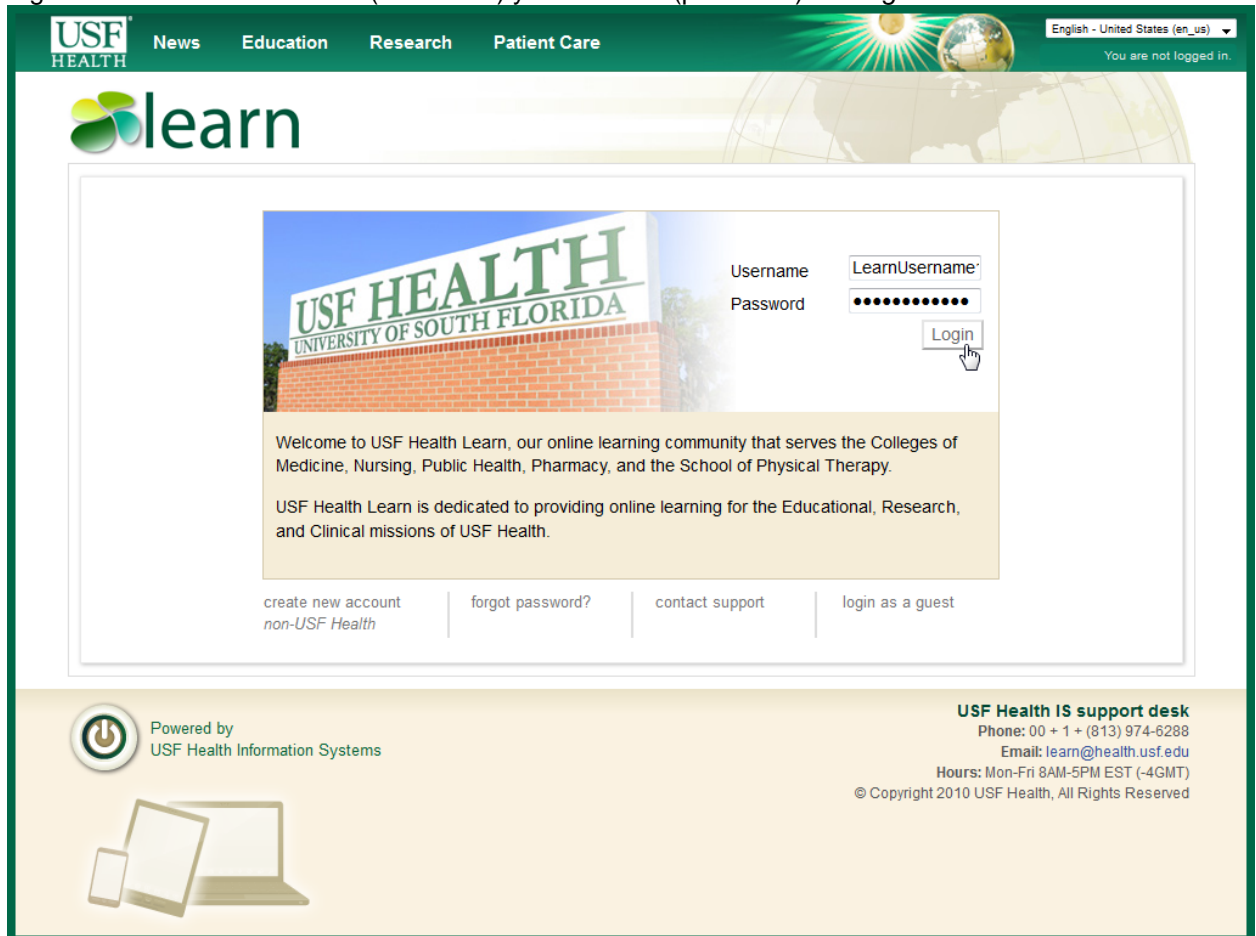 USF
HEALTH
News Education Research Patient Care
English - United States (en_us)
You are not logged in.
learn
USF HEALTH
UNIVERSITY OF SOUTH FLORIDA
Username LearnUsername
Password ••••••••••••
Login
Welcome to USF Health Learn, our online learning community that serves the Colleges of
Medicine, Nursing, Public Health, Pharmacy, and the School of Physical Therapy.
USF Health Learn is dedicated to providing online learning for the Educational, Research,
and Clinical missions of USF Health.
create new account
non-USF Health
forgot password?
contact support
login as a guest
Powered by
USF Health Information Systems
USF Health IS support desk
Phone: 00 + 1 + (813) 974-6288
Email: learn@health.usf.edu
Hours: Mon-Fri 8AM-5PM EST (-4GMT)
© Copyright 2010 USF Health, All Rights Reserved